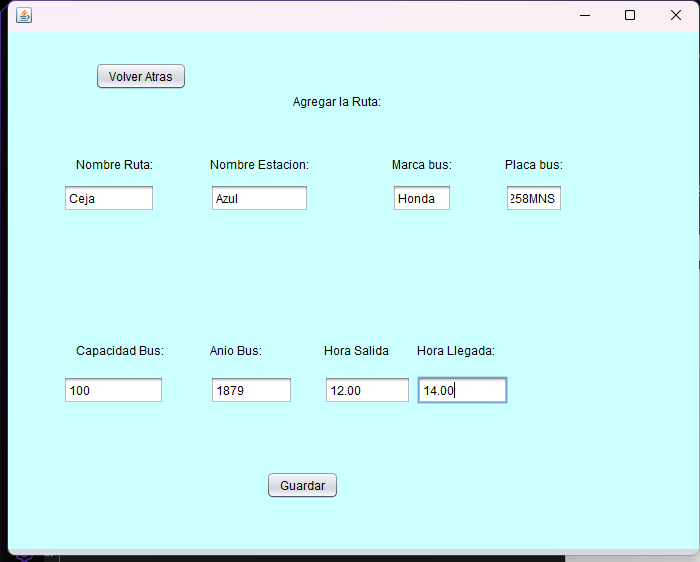 Volver Atras
Agregar la Ruta:
Nombre Ruta: Nombre Estacion: Marca bus: Placa bus:
Ceja Azul Honda 258MNS
Capacidad Bus: Anio Bus: Hora Salida Hora Llegada:
100 1879 12.00 14.00
Guardar